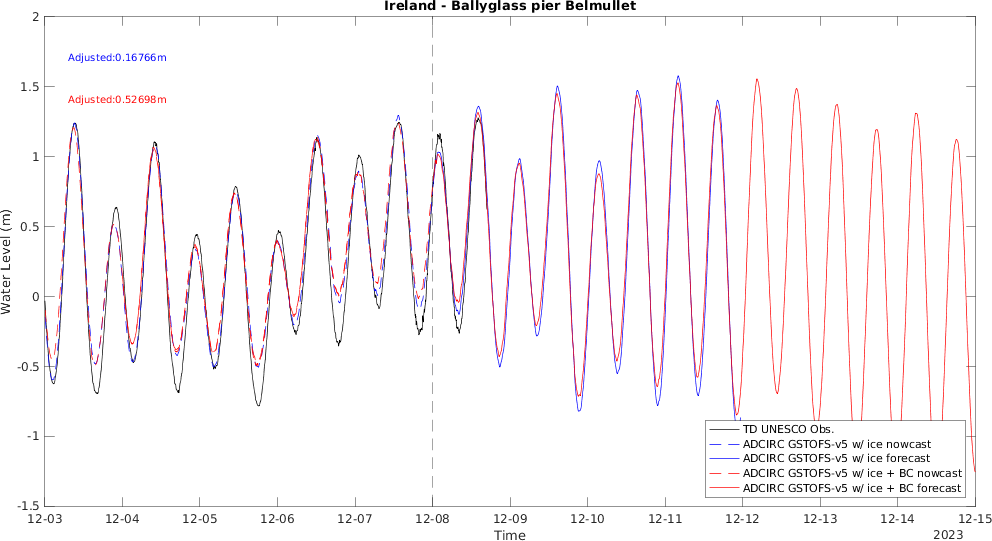 Ireland - Ballyglass pier Belmullet
Adjusted:0.16766m
Adjusted:0.52698m
Water Level (m)
2
1.5
1
0.5
0
-0.5
-1
-1.5
TD UNESCO Obs.
ADCIRC GSTOFS-v5 w/ ice nowcast
ADCIRC GSTOFS-v5 w/ ice forecast
ADCIRC GSTOFS-v5 w/ ice + BC nowcast
ADCIRC GSTOFS-v5 w/ ice + BC forecast
12-03 12-04 12-05 12-06 12-07 12-08 12-09 12-10 12-11 12-12 12-13 12-14 12-15
Time
2023